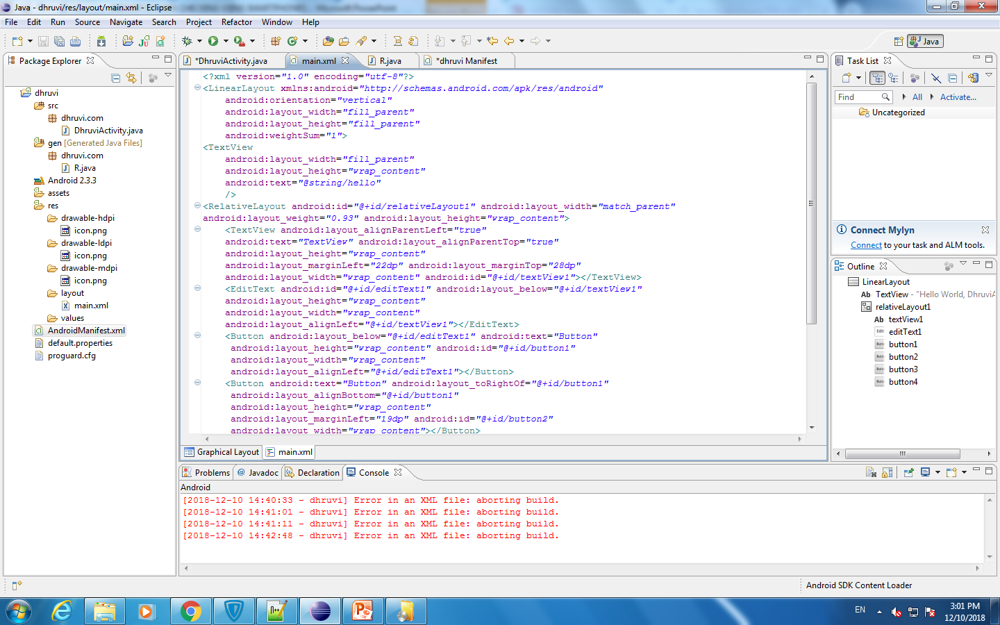 Java - dhruvi/res/layout/main.xml - Eclipse
File Edit Run Source Navigate Search Project Refactor Window Help
Java
Package Explorer
dhruvi
src
dhruvi.com
DhruviActivity.java
gen [Generated Java Files]
dhruvi.com
R.java
Android 2.3.3
assets
res
drawable-hdpi
icon.png
drawable-ldpi
icon.png
drawable-mdpi
icon.png
layout
main.xml
values
AndroidManifest.xml
default.properties
proguard.cfg
*DhruviActivity.java main.xml R.java *dhruvi Manifest
<?xml version="1.0" encoding="utf-8"?>
<LinearLayout xmlns:android="http://schemas.android.com/apk/res/android"
android:orientation="vertical"
android:layout_width="fill_parent"
android:layout_height="fill_parent"
android:weightSum="1">
<TextView
android:layout_width="fill_parent"
android:layout_height="wrap_content"
android:text="@string/hello"
/>
<RelativeLayout android:id="@+id/relativeLayout1" android:layout_width="match_parent"
android:layout_weight="0.93" android:layout_height="wrap_content">
<TextView android:layout_alignParentLeft="true"
android:text="TextView" android:layout_alignParentTop="true"
android:layout_height="wrap_content"
android:layout_marginLeft="22dp" android:layout_marginTop="28dp"
android:layout_width="wrap_content" android:id="@+id/textView1"></TextView>
<EditText android:id="@+id/editText1" android:layout_below="@+id/textView1"
android:layout_height="wrap_content"
android:layout_width="wrap_content"
android:layout_alignLeft="@+id/textView1"></EditText>
<Button android:layout_below="@+id/editText1" android:text="Button"
android:layout_height="wrap_content" android:id="@+id/button1"
android:layout_width="wrap_content"
android:layout_alignLeft="@+id/editText1"></Button>
<Button android:text="Button" android:layout_toRightOf="@+id/button1"
android:layout_alignBottom="@+id/button1"
android:layout_height="wrap_content"
android:layout_marginLeft="19dp" android:id="@+id/button2"
android:layout_width="wrap_content"></Button>
Graphical Layout main.xml
Task List
Find All Activate...
Uncategorized
Connect Mylyn
Connect to your task and ALM tools.
Outline
LinearLayout
Ab TextView - "Hello World, DhruviA
relativeLayout1
Ab textView1
editText1
button1
button2
button3
button4
Problems @ Javadoc Declaration Console
Android
[2018-12-10 14:40:33 - dhruvi] Error in an XML file: aborting build.
[2018-12-10 14:41:01 - dhruvi] Error in an XML file: aborting build.
[2018-12-10 14:41:11 - dhruvi] Error in an XML file: aborting build.
[2018-12-10 14:42:48 - dhruvi] Error in an XML file: aborting build.
Android SDK Content Loader
EN
3:01 PM
12/10/2018